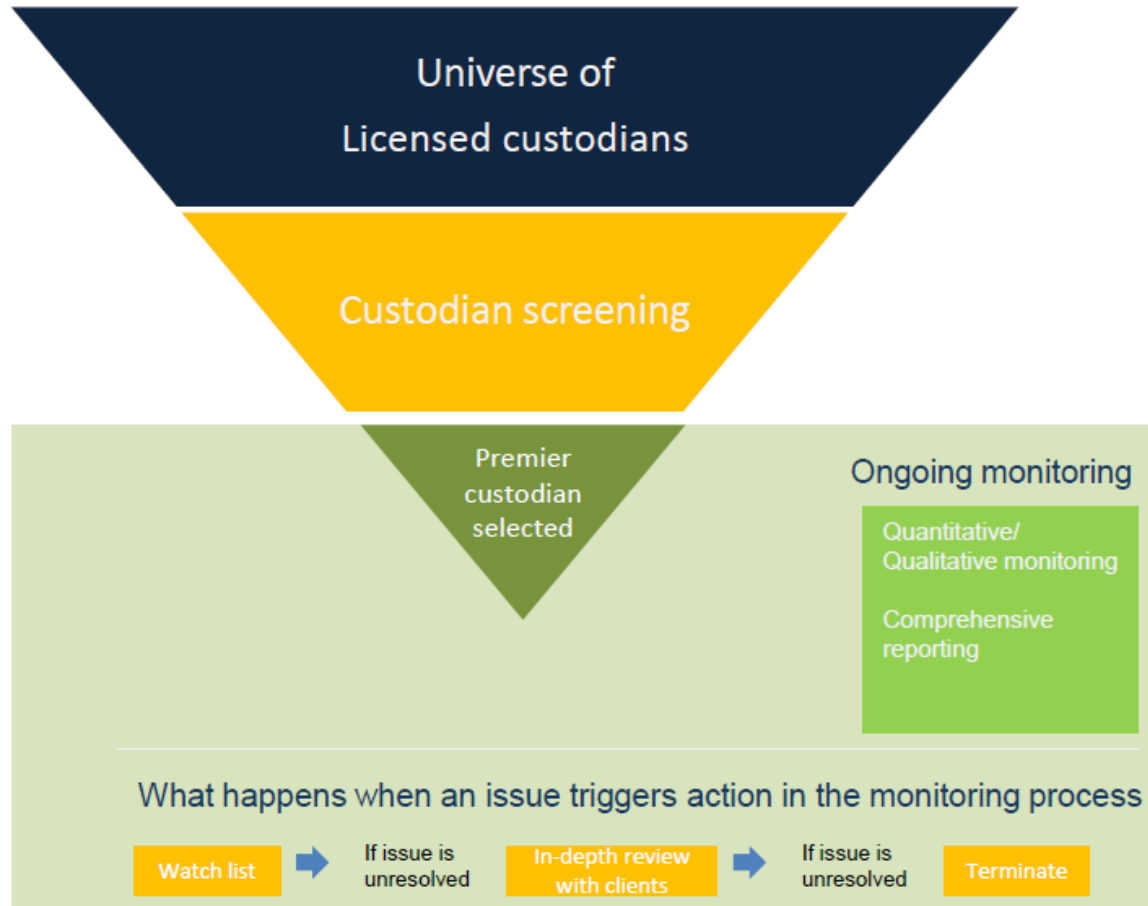 Universe of
Licensed custodians
Custodian screening
Premier
custodian
selected
Ongoing monitoring
Quantitative/
Qualitative monitoring
Comprehensive
reporting
What happens when an issue triggers action in the monitoring process
Watch list
If issue is
unresolved
In-depth review
with clients
If issue is
unresolved
Terminate